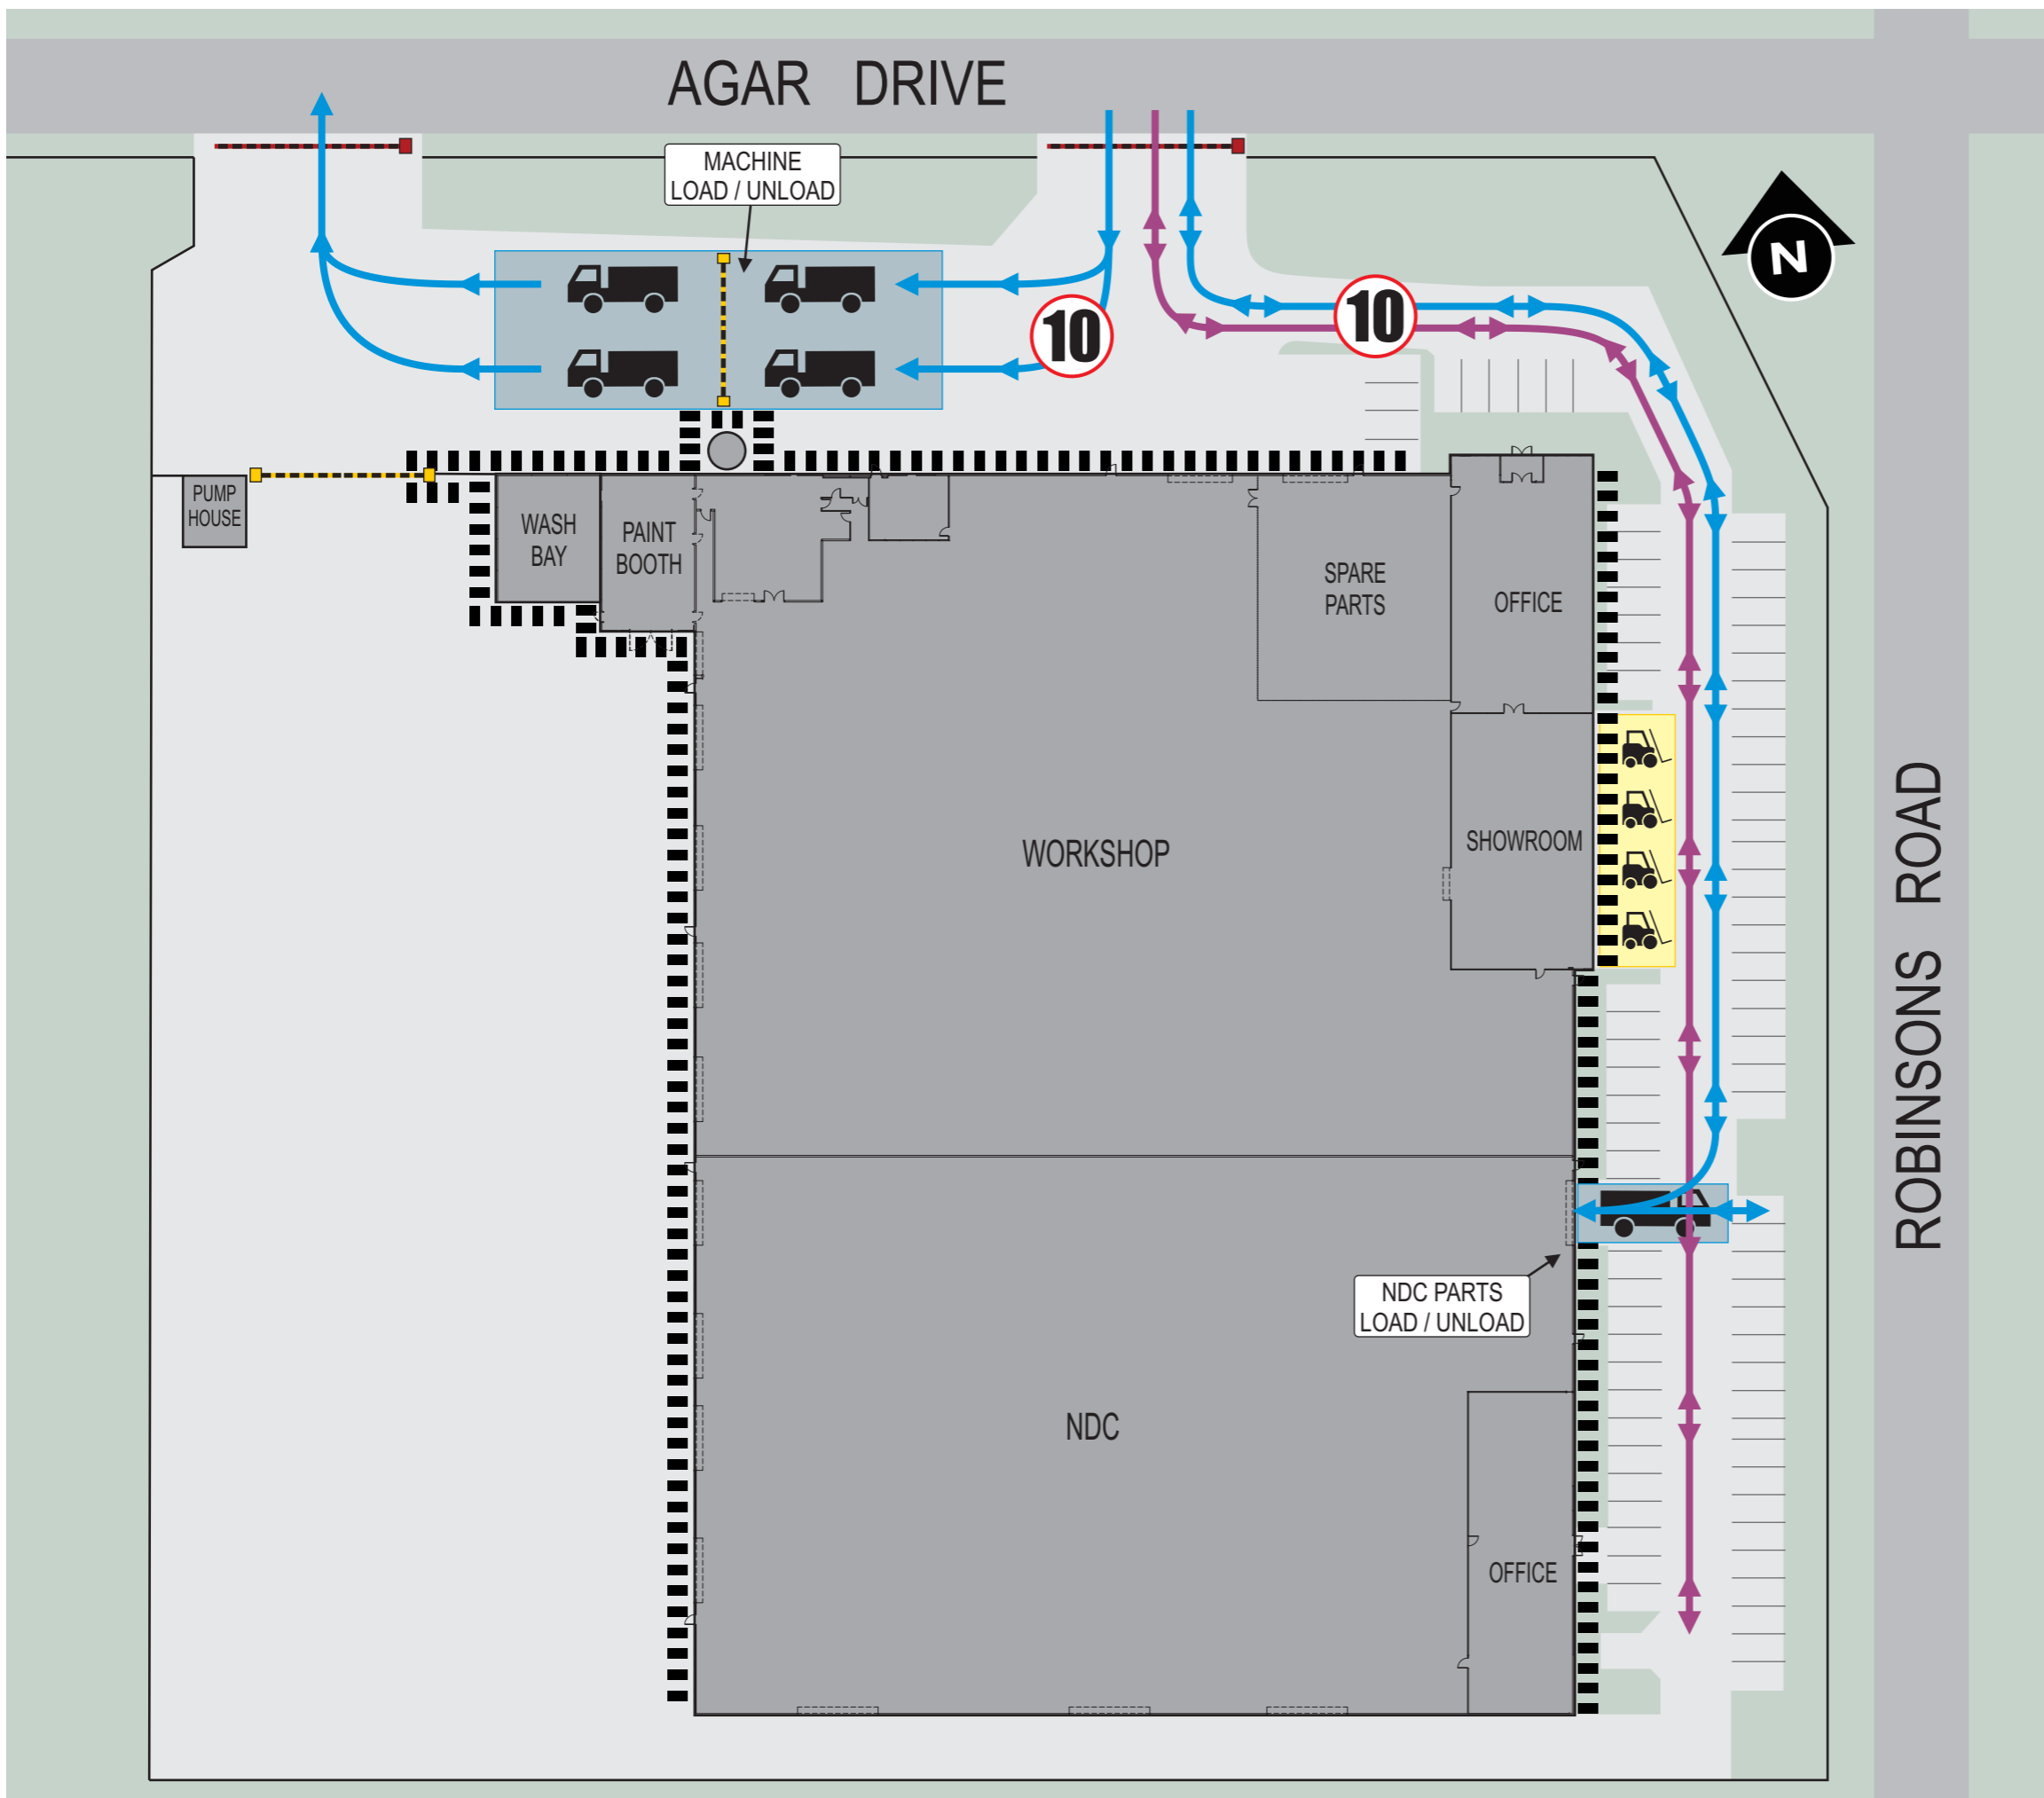 AGAR DRIVE
MACHINE
LOAD / UNLOAD
N
10
10
PUMP
HOUSE
WASH
BAY
PAINT
BOOTH
SPARE
PARTS
OFFICE
WORKSHOP
SHOWROOM
ROBINSONS ROAD
NDC PARTS
LOAD / UNLOAD
NDC
OFFICE